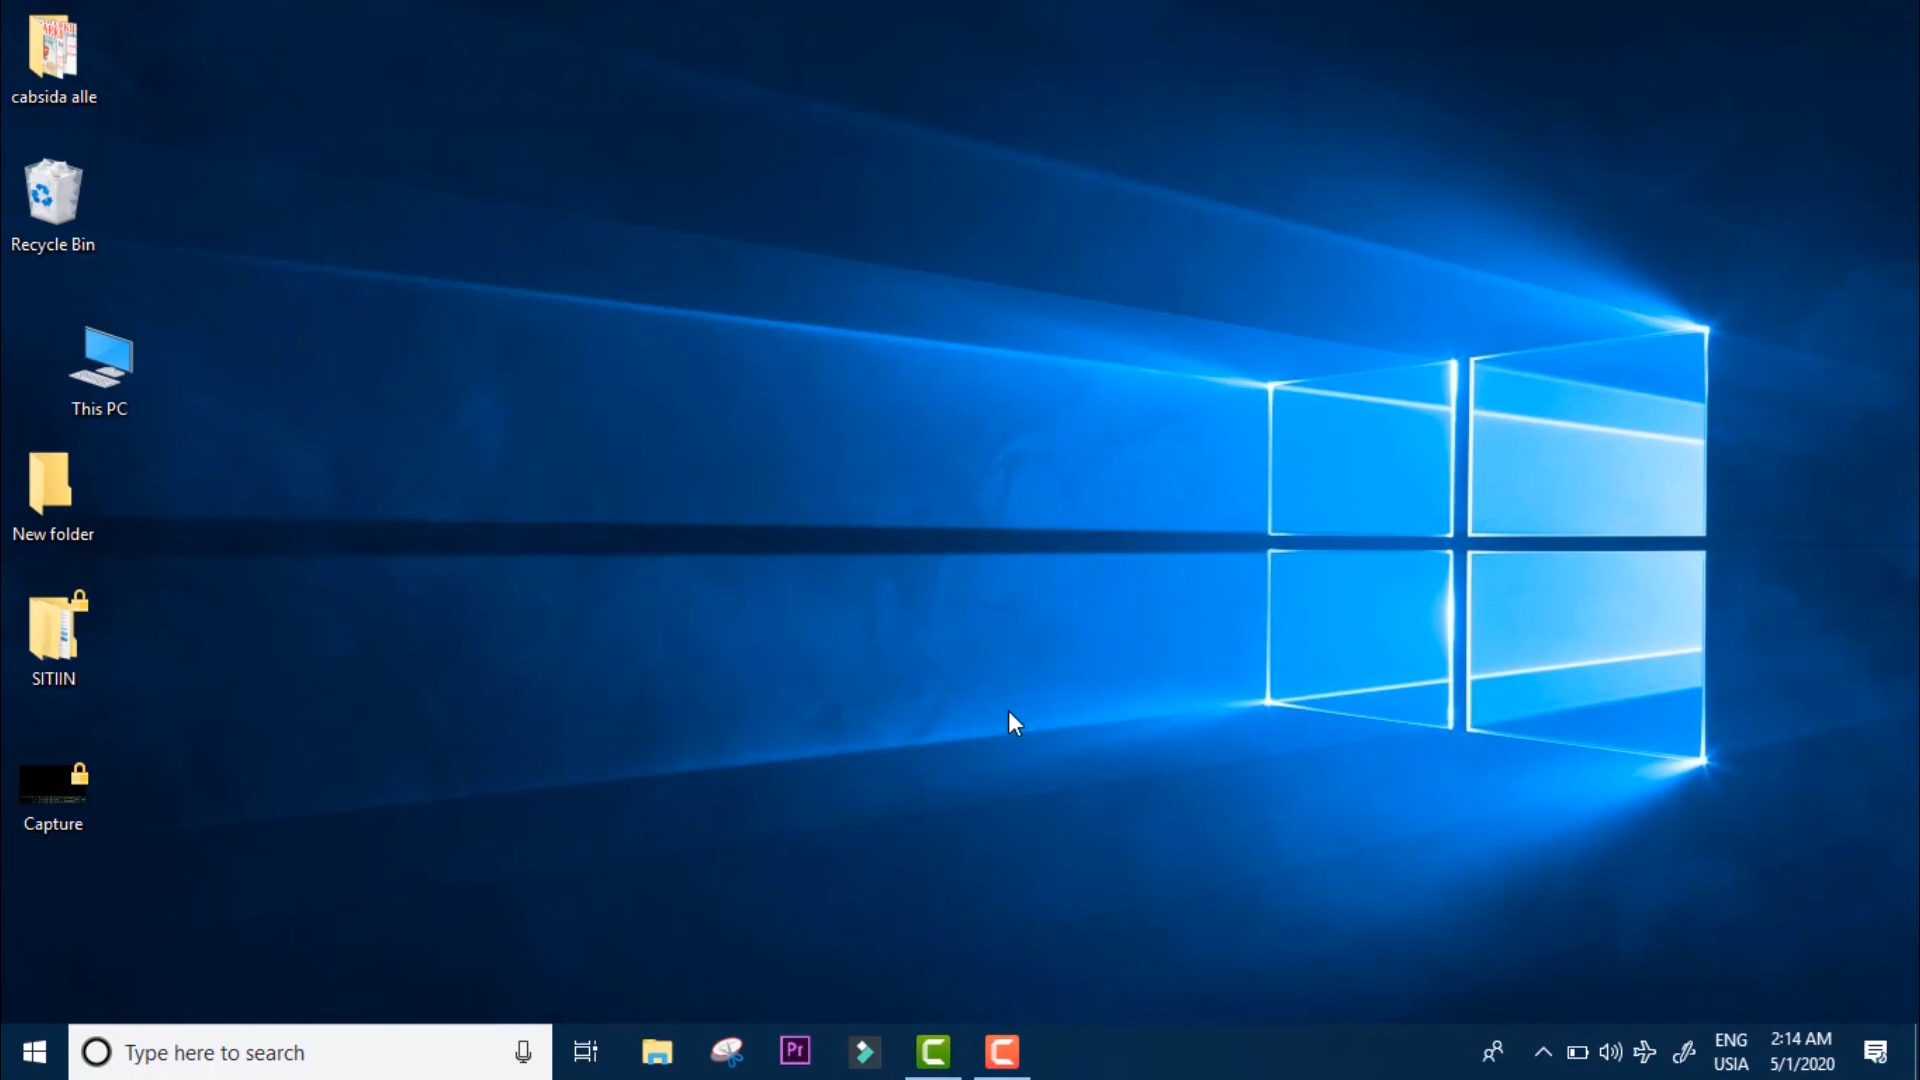 cabsida alle
Recycle Bin
This PC
New folder
SITIIN
Capture
Type here to search
Pr
ENG
USIA
2:14 AM
5/1/2020